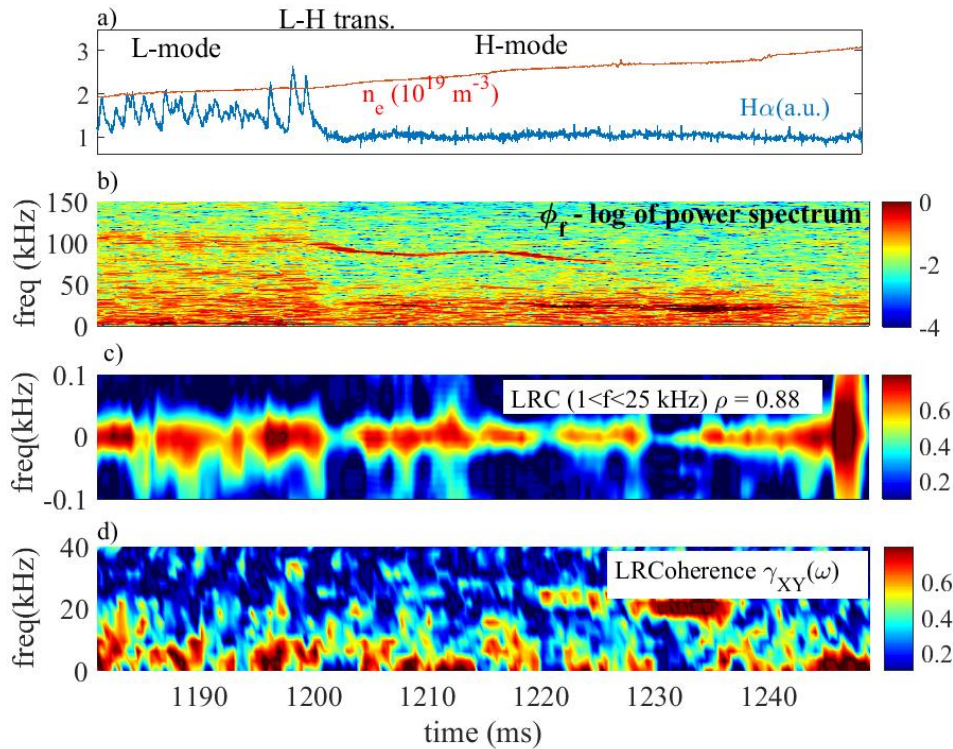 a)
L-H trans.
L-mode
H-mode
3
2
1
n_e (10^19 m^-3)
Hα(a.u.)
b)
ϕ_f - log of power spectrum
freq (kHz)
150
100
50
0
0
-2
-4
c)
LRC (1<f<25 kHz) ρ = 0.88
freq(kHz)
0.1
0
-0.1
0.6
0.4
0.2
d)
LRCoherence γ_XY(ω)
freq(kHz)
40
20
0
0.6
0.4
0.2
1190 1200 1210 1220 1230 1240
time (ms)